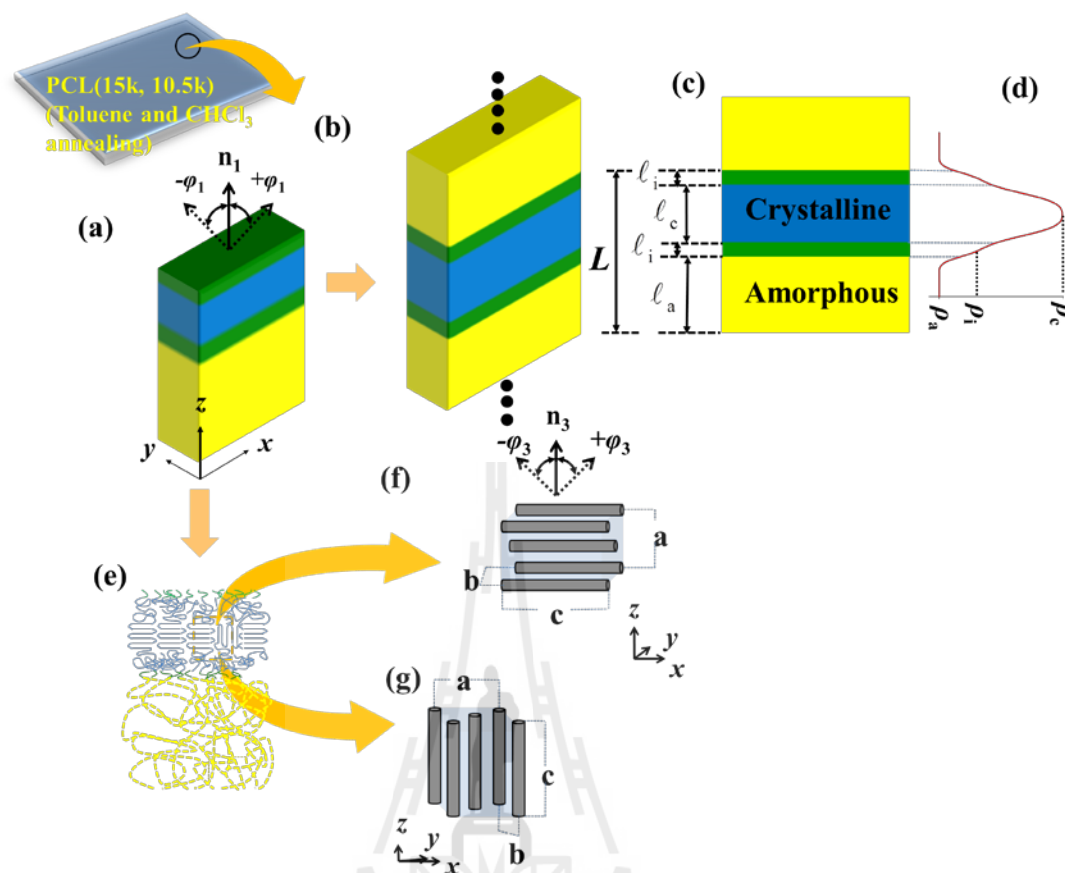 PCL(15k, 10.5k)
(Toluene and CHCl₃
annealing)
(b)
(c)
(d)
n₁
-φ₁ +φ₁
(a)
z
y
x
L
ℓᵢ
ℓc
ℓᵢ
ℓₐ
Crystalline
Amorphous
ρₐ
ρᵢ
ρc
n₃
-φ₃ +φ₃
(f)
a
b
c
z
y
x
(e)
(g)
a
c
b
z
y
x